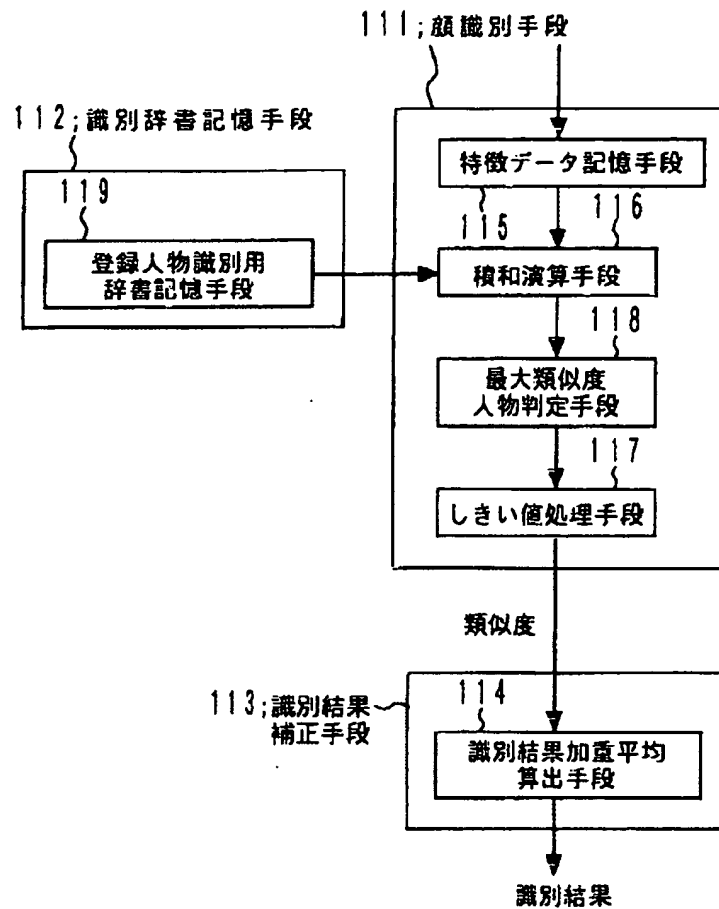 111;顔識別手段
112;識別辞書記憶手段
119
特徴データ記憶手段
115
116
登録人物識別用
辞書記憶手段
積和演算手段
118
最大類似度
人物判定手段
117
しきい値処理手段
類似度
113;識別結果
補正手段
114
識別結果加重平均
算出手段
識別結果